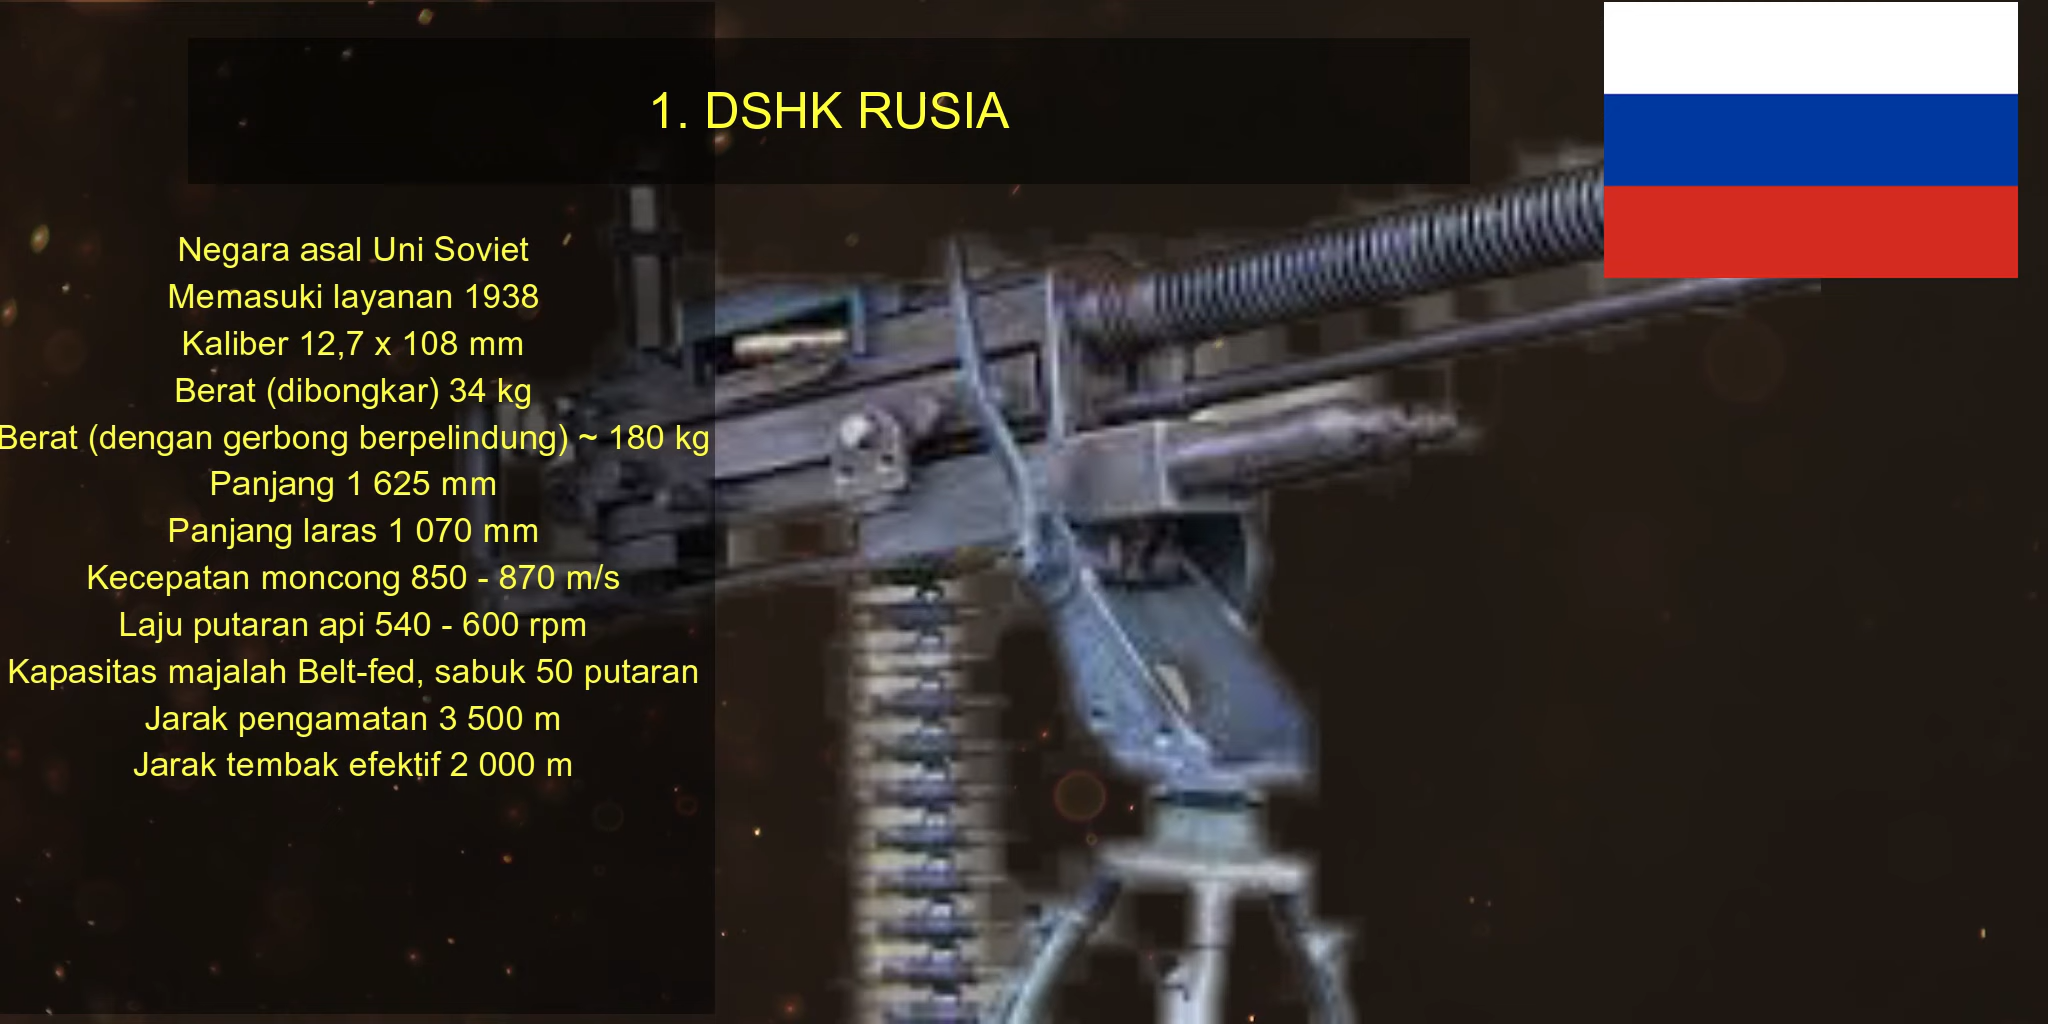 1. DSHK RUSIA
Negara asal Uni Soviet
Memasuki layanan 1938
Kaliber 12,7 x 108 mm
Berat (dibongkar) 34 kg
Berat (dengan gerbong berpelindung) ~ 180 kg
Panjang 1 625 mm
Panjang laras 1 070 mm
Kecepatan moncong 850 - 870 m/s
Laju putaran api 540 - 600 rpm
Kapasitas majalah Belt-fed, sabuk 50 putaran
Jarak pengamatan 3 500 m
Jarak tembak efektif 2 000 m